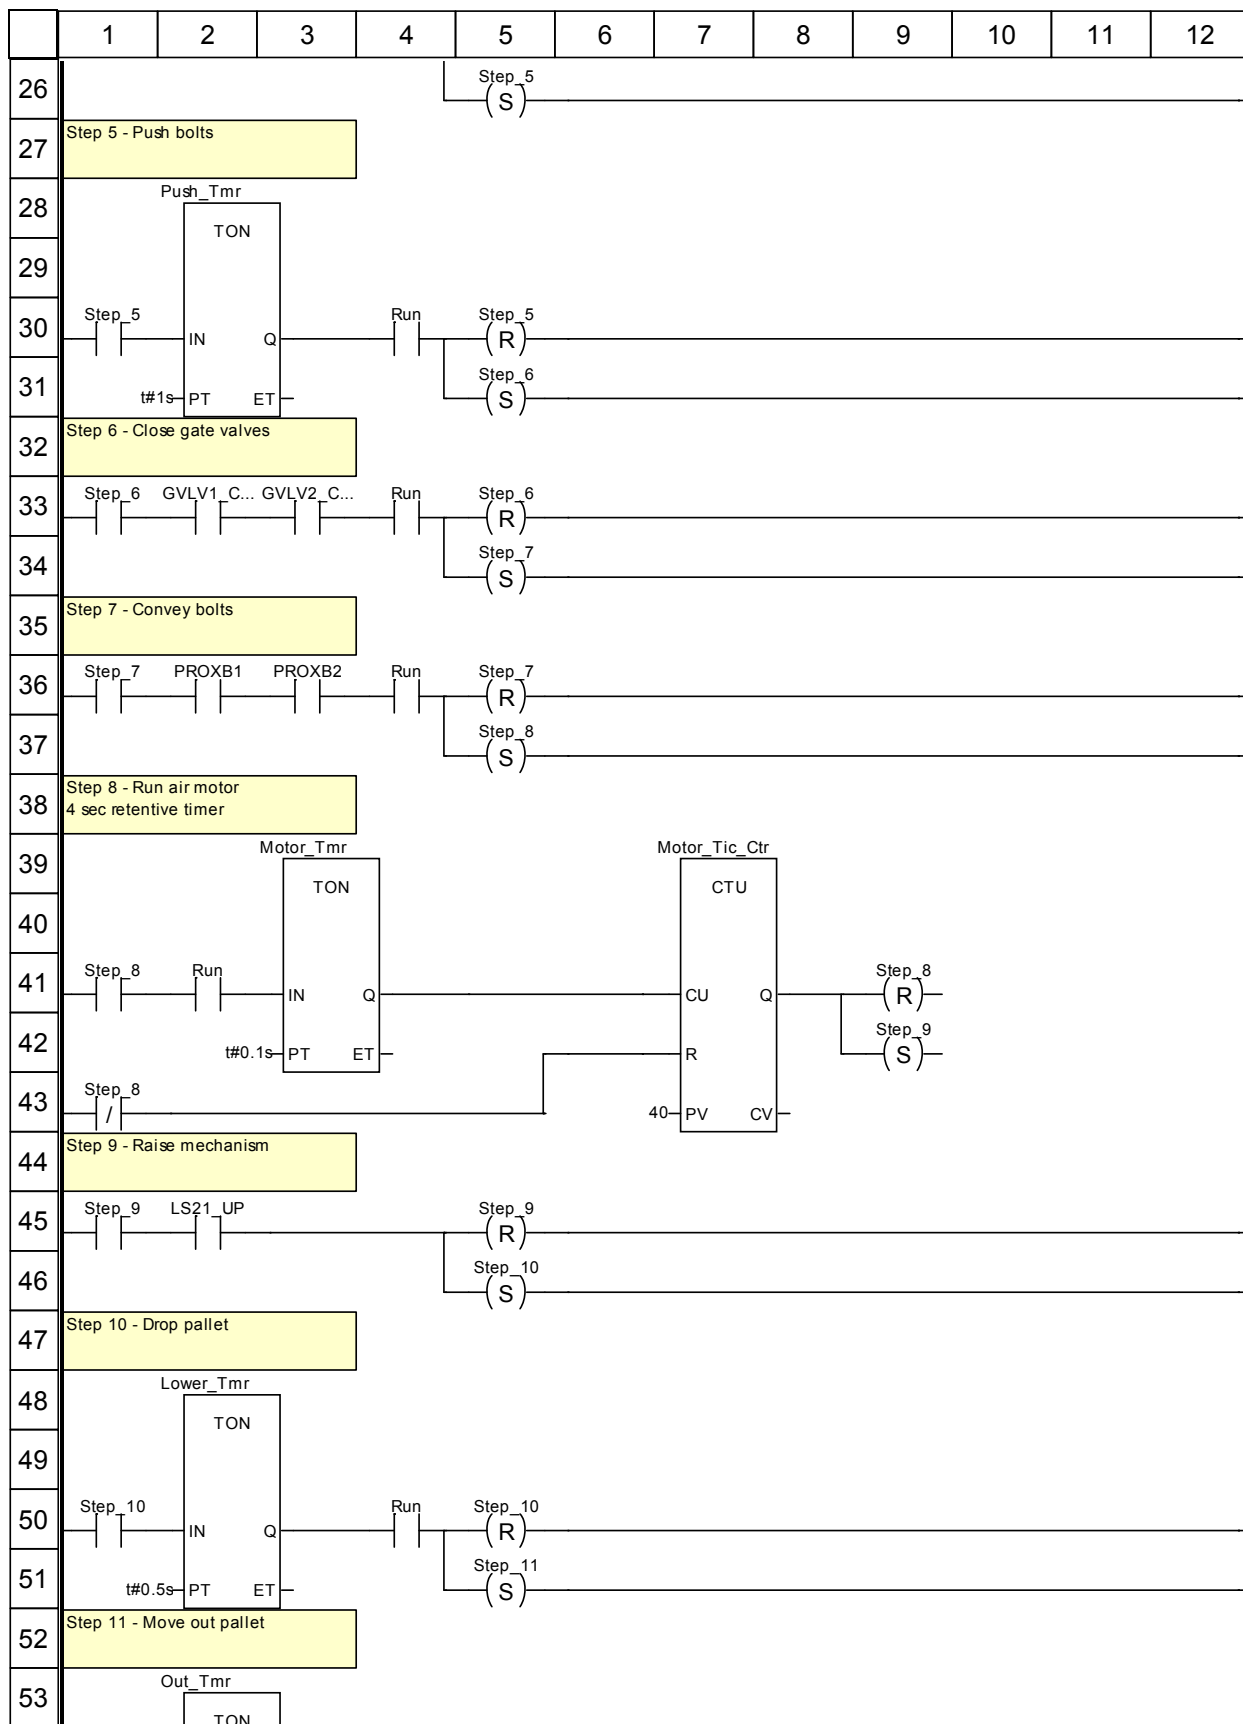 1 2 3 4 5 6 7 8 9 10 11 12
26
Step_5
S
27
Step 5 - Push bolts
28
Push_Tmr
TON
29
30
Step_5
IN Q
Run
Step_5
R
31
t#1s PT ET
Step_6
S
32
Step 6 - Close gate valves
33
Step_6 GVLV1_C... GVLV2_C... Run Step_6
R
34
Step_7
S
35
Step 7 - Convey bolts
36
Step_7 PROXB1 PROXB2 Run Step_7
R
37
Step_8
S
38
Step 8 - Run air motor
4 sec retentive timer
39
Motor_Tmr Motor_Tic_Ctr
TON CTU
40
41
Step_8 Run Step_8
IN Q CU Q R
42
t#0.1s PT ET R
Step_9
S
43
Step_8
/
40 PV CV
44
Step 9 - Raise mechanism
45
Step_9 LS21_UP Step_9
R
46
Step_10
S
47
Step 10 - Drop pallet
48
Lower_Tmr
TON
49
50
Step_10 Run Step_10
IN Q R
51
t#0.5s PT ET
Step_11
S
52
Step 11 - Move out pallet
53
Out_Tmr
TON